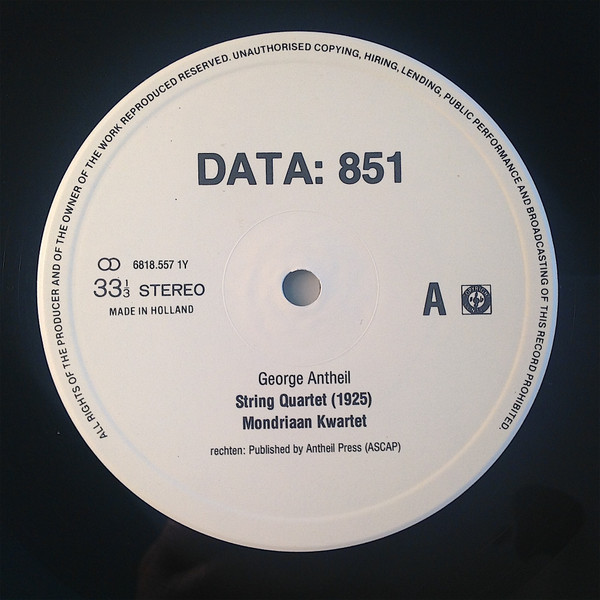 ALL RIGHTS OF THE PRODUCER AND OF THE OWNER OF THE WORK REPRODUCED RESERVED. UNAUTHORISED COPYING, HIRING, LENDING, PUBLIC PERFORMANCE AND BROADCASTING OF THIS RECORD PROHIBITED.
DATA: 851
6818.557 1Y
33 1/3 STEREO
MADE IN HOLLAND
A
George Antheil
String Quartet (1925)
Mondriaan Kwartet
rechten: Published by Antheil Press (ASCAP)